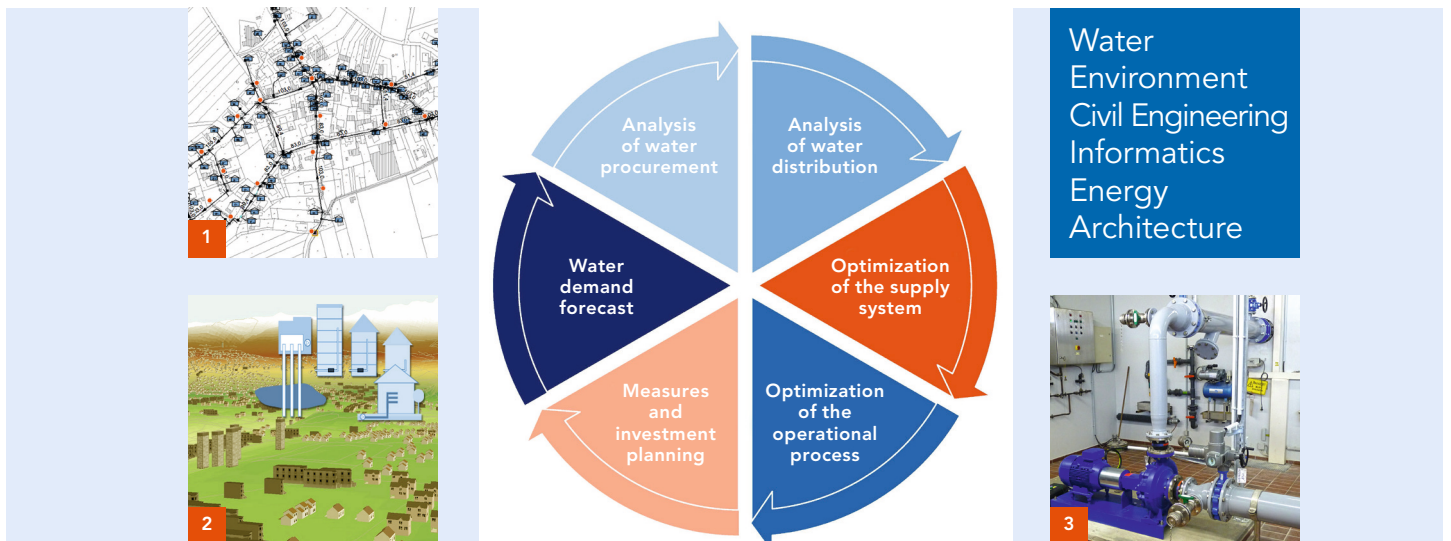 1
2
Analysis
of water
procurement
Analysis
of water
distribution
Water
demand
forecast
Optimization
of the supply
system
Measures
and
investment
planning
Optimization
of the
operational
process
Water
Environment
Civil Engineering
Informatics
Energy
Architecture
3